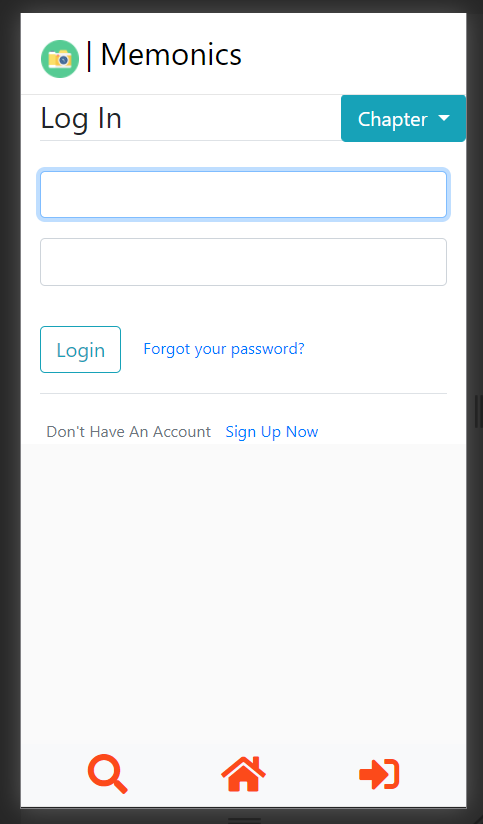 | Memonics
Log In
Chapter
Login
Forgot your password?
Don't Have An Account Sign Up Now